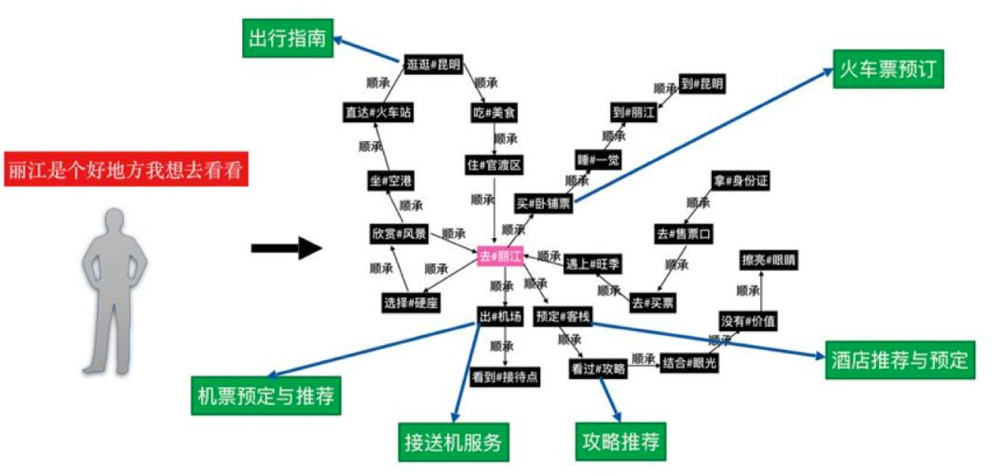 出行指南
逛逛#昆明
火车票预订
顺承
顺承
顺承
到#昆明
直达#火车站
吃#美食
到#丽江
顺承
顺承
顺承
丽江是个好地方我想去看看
住#官渡区
睡#一觉
坐#空港
顺承
拿#身份证
顺承
顺承
买#卧铺票
顺承
欣赏#风景
顺承
顺承
去#售票口
去#丽江
顺承
遇上#旺季
顺承
擦亮#眼睛
顺承
顺承
顺承
顺承
顺承
顺承
选择#硬座
去#买票
出#机场
预定#客栈
没有#价值
顺承
顺承
顺承
看到#接待点
看过#攻略
顺承
结合#眼光
酒店推荐与预定
机票预定与推荐
接送机服务
攻略推荐